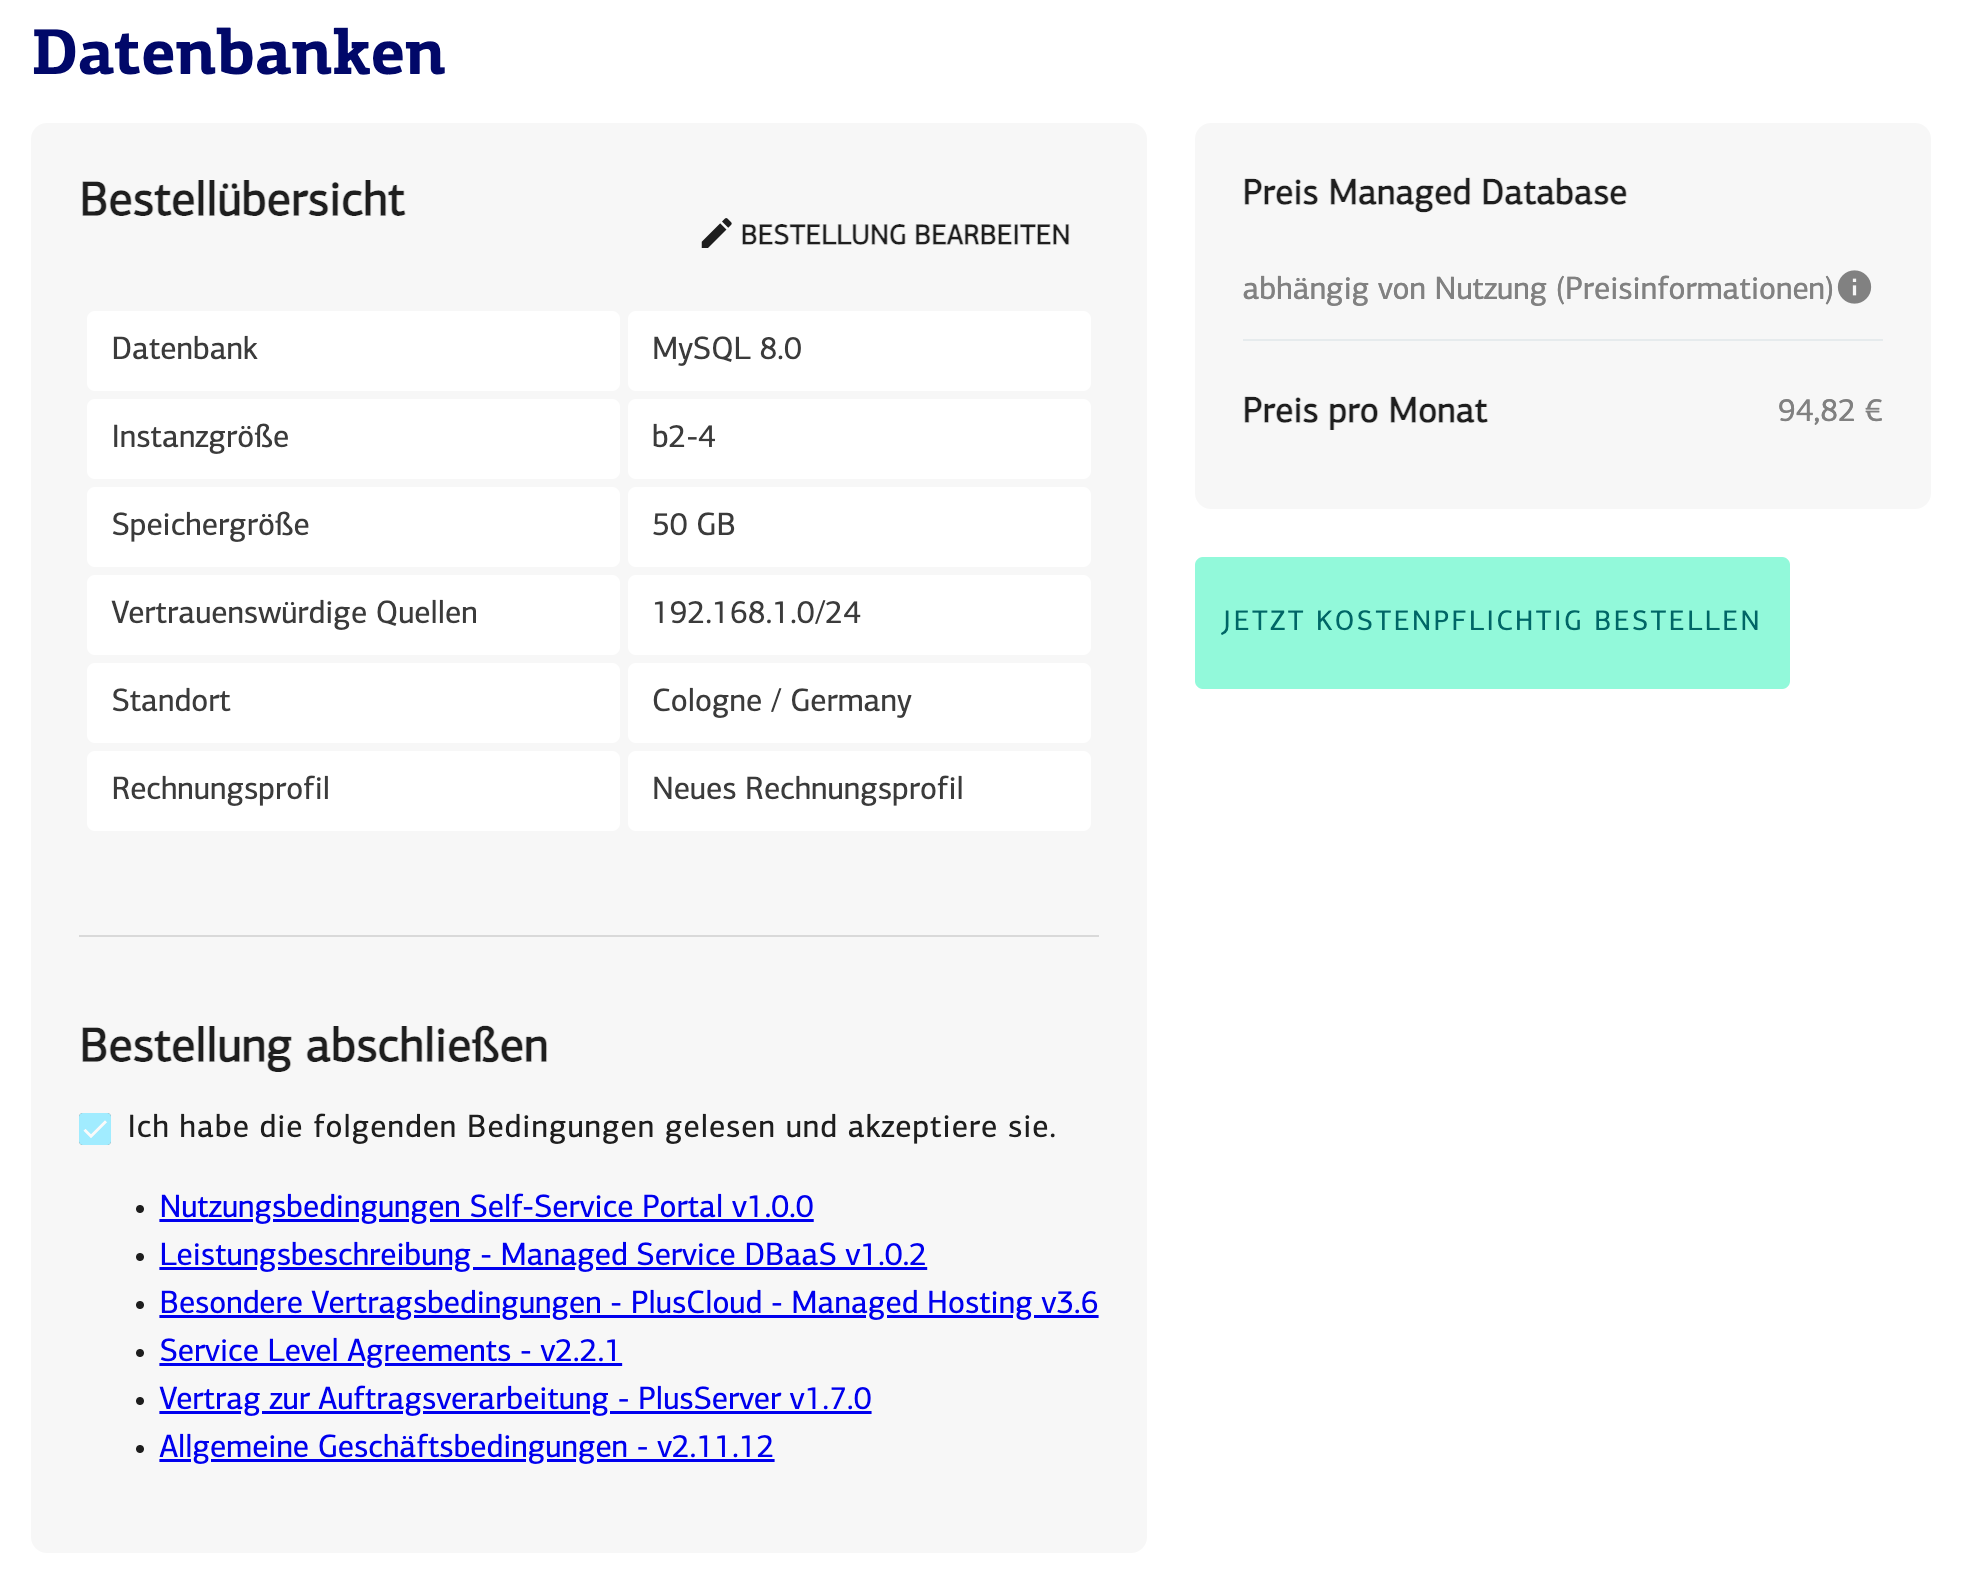 Datenbanken
Bestellübersicht
BESTELLUNG BEARBEITEN
Datenbank MySQL 8.0
Instanzgröße b2-4
Speichergröße 50 GB
Vertrauenswürdige Quellen 192.168.1.0/24
Standort Cologne / Germany
Rechnungsprofil Neues Rechnungsprofil
Bestellung abschließen
Ich habe die folgenden Bedingungen gelesen und akzeptiere sie.
• Nutzungsbedingungen Self-Service Portal v1.0.0
• Leistungsbeschreibung - Managed Service DBaaS v1.0.2
• Besondere Vertragsbedingungen - PlusCloud - Managed Hosting v3.6
• Service Level Agreements - v2.2.1
• Vertrag zur Auftragsverarbeitung - PlusServer v1.7.0
• Allgemeine Geschäftsbedingungen - v2.11.12
Preis Managed Database
abhängig von Nutzung (Preisinformationen)
Preis pro Monat 94,82 €
JETZT KOSTENPFLICHTIG BESTELLEN